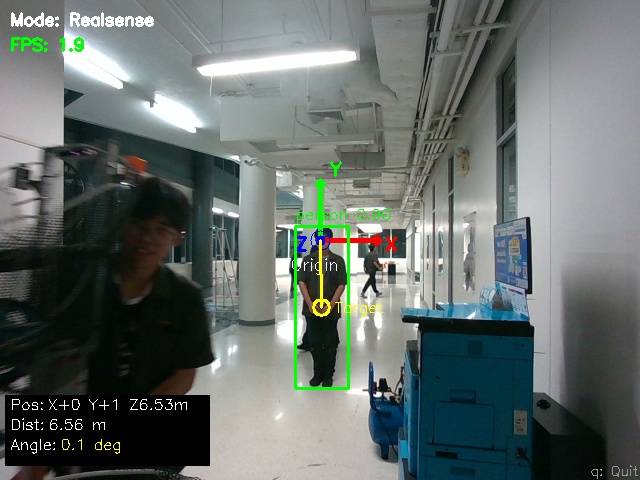 Mode: Realsense
FPS: 1.9
Y
person 0.90
Z
X
Origin
Target
Pos: X+0 Y+1 Z6.53m
Dist: 6.56 m
Angle: 0.1 deg
q: Quit